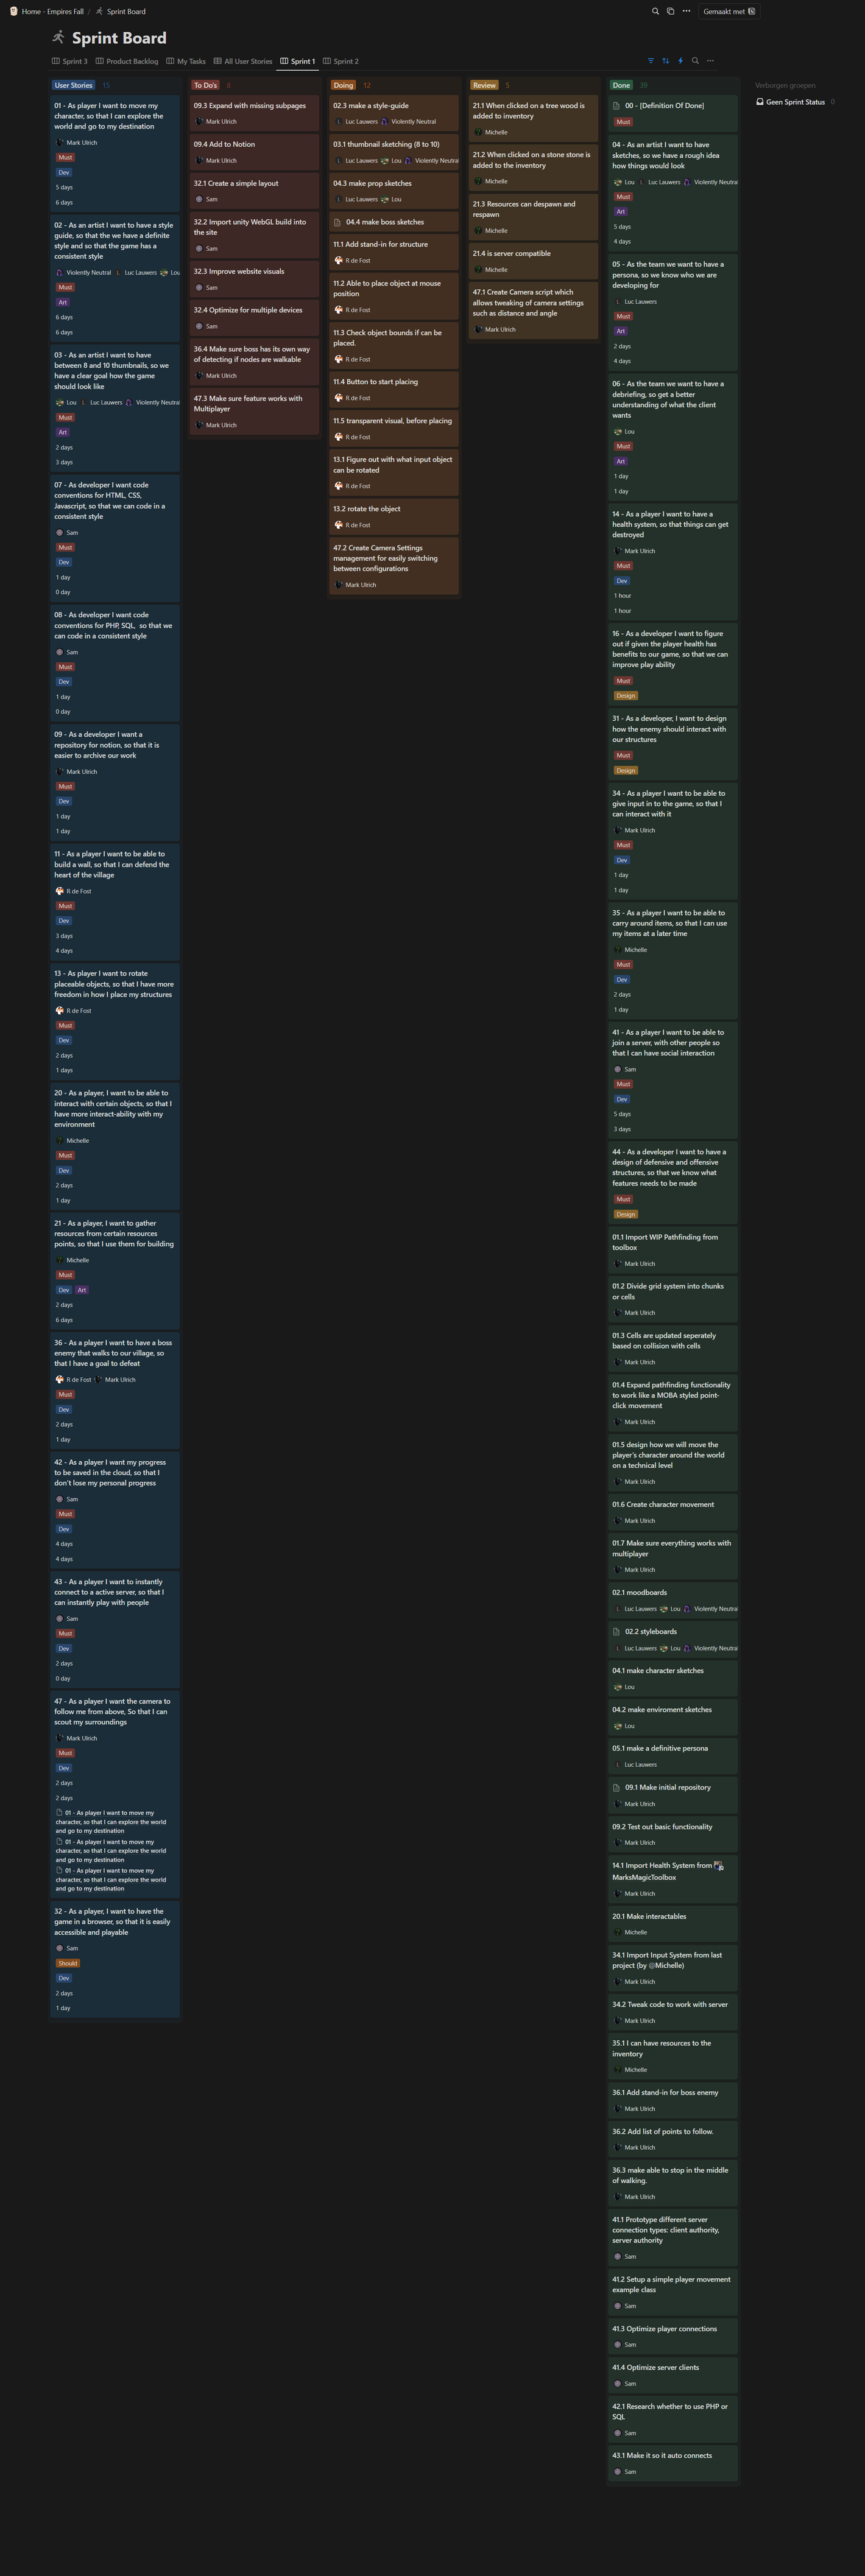 Home - Empires Fall / Sprint Board
Gemaakt met
Sprint Board
Sprint 3 Product Backlog My Tasks All User Stories Sprint 1 Sprint 2
User Stories 15
01 - As player I want to move my
character, so that I can explore the
world and go to my destination
Mark Ulrich
Must
Dev
5 days
6 days
02 - As an artist I want to have a style
guide, so that the we have a definite
style and so that the game has a
consistent style
Violently Neutral L Luc Lauwers Lou
Must
Art
6 days
6 days
03 - As an artist I want to have
between 8 and 10 thumbnails, so we
have a clear goal how the game
should look like
Lou L Luc Lauwers Violently Neutral
Must
Art
2 days
3 days
07 - As developer I want code
conventions for HTML, CSS,
Javascript, so that we can code in a
consistent style
Sam
Must
Dev
1 day
0 day
08 - As developer I want code
conventions for PHP, SQL, so that we
can code in a consistent style
Sam
Must
Dev
1 day
0 day
09 - As a developer I want a
repository for notion, so that it is
easier to archive our work
Mark Ulrich
Must
Dev
1 day
1 day
11 - As a player I want to be able to
build a wall, so that I can defend the
heart of the village
R de Fost
Must
Dev
3 days
4 days
13 - As player I want to rotate
placeable objects, so that I have more
freedom in how I place my structures
R de Fost
Must
Dev
2 days
1 days
20 - As a player, I want to be able to
interact with certain objects, so that I
have more interact-ability with my
environment
Michelle
Must
Dev
2 days
1 day
21 - As a player, I want to gather
resources from certain resources
points, so that I use them for building
Michelle
Must
Dev Art
2 days
6 days
36 - As a player I want to have a boss
enemy that walks to our village, so
that I have a goal to defeat
R de Fost Mark Ulrich
Must
Dev
2 days
1 day
42 - As a player I want my progress
to be saved in the cloud, so that I
don't lose my personal progress
Sam
Must
Dev
4 days
4 days
43 - As a player I want to instantly
connect to a active server, so that I
can instantly play with people
Sam
Must
Dev
2 days
0 day
47 - As a player I want the camera to
follow me from above, So that I can
scout my surroundings
Mark Ulrich
Must
Dev
2 days
2 days
01 - As player I want to move my
character, so that I can explore the world
and go to my destination
01 - As player I want to move my
character, so that I can explore the world
and go to my destination
01 - As player I want to move my
character, so that I can explore the world
and go to my destination
32 - As a player, I want to have the
game in a browser, so that it is easily
accessible and playable
Sam
Should
Dev
2 days
1 day
To Do's 8
09.3 Expand with missing subpages
Mark Ulrich
09.4 Add to Notion
Mark Ulrich
32.1 Create a simple layout
Sam
32.2 Import unity WebGL build into
the site
Sam
32.3 Improve website visuals
Sam
32.4 Optimize for multiple devices
Sam
36.4 Make sure boss has its own way
of detecting if nodes are walkable
Mark Ulrich
47.3 Make sure feature works with
Multiplayer
Mark Ulrich
Doing 12
02.3 make a style-guide
L Luc Lauwers Violently Neutral
03.1 thumbnail sketching (8 to 10)
L Luc Lauwers Lou Violently Neutral
04.3 make prop sketches
L Luc Lauwers Lou
04.4 make boss sketches
11.1 Add stand-in for structure
R de Fost
11.2 Able to place object at mouse
position
R de Fost
11.3 Check object bounds if can be
placed.
R de Fost
11.4 Button to start placing
R de Fost
11.5 transparent visual, before placing
R de Fost
13.1 Figure out with what input object
can be rotated
R de Fost
13.2 rotate the object
R de Fost
47.2 Create Camera Settings
management for easily switching
between configurations
Mark Ulrich
Review 5
21.1 When clicked on a tree wood is
added to inventory
Michelle
21.2 When clicked on a stone stone is
added to the inventory
Michelle
21.3 Resources can despawn and
respawn
Michelle
21.4 is server compatible
Michelle
47.1 Create Camera script which
allows tweaking of camera settings
such as distance and angle
Mark Ulrich
Done 39
00 - [Definition Of Done]
Must
04 - As an artist I want to have
sketches, so we have a rough idea
how things would look
Lou L Luc Lauwers Violently Neutral
Must
Art
5 days
4 days
05 - As the team we want to have a
persona, so we know who we are
developing for
L Luc Lauwers
Must
Art
2 days
4 days
06 - As the team we want to have a
debriefing, so get a better
understanding of what the client
wants
Lou
Must
Art
1 day
1 day
14 - As a player I want to have a
health system, so that things can get
destroyed
Mark Ulrich
Must
Dev
1 hour
1 hour
16 - As a developer I want to figure
out if given the player health has
benefits to our game, so that we can
improve play ability
Must
Design
31 - As a developer, I want to design
how the enemy should interact with
our structures
Must
Design
34 - As a player I want to be able to
give input in to the game, so that I
can interact with it
Mark Ulrich
Must
Dev
1 day
1 day
35 - As a player I want to be able to
carry around items, so that I can use
my items at a later time
Michelle
Must
Dev
2 days
1 day
41 - As a player I want to be able to
join a server, with other people so
that I can have social interaction
Sam
Must
Dev
5 days
3 days
44 - As a developer I want to have a
design of defensive and offensive
structures, so that we know what
features needs to be made
Must
Design
01.1 Import WIP Pathfinding from
toolbox
Mark Ulrich
01.2 Divide grid system into chunks
or cells
Mark Ulrich
01.3 Cells are updated seperately
based on collision with cells
Mark Ulrich
01.4 Expand pathfinding functionality
to work like a MOBA styled point-
click movement
Mark Ulrich
01.5 design how we will move the
player's character around the world
on a technical level
Mark Ulrich
01.6 Create character movement
Mark Ulrich
01.7 Make sure everything works with
multiplayer
Mark Ulrich
02.1 moodboards
L Luc Lauwers Lou Violently Neutral
02.2 styleboards
L Luc Lauwers Lou Violently Neutral
04.1 make character sketches
Lou
04.2 make enviroment sketches
Lou
05.1 make a definitive persona
L Luc Lauwers
09.1 Make initial repository
Mark Ulrich
09.2 Test out basic functionality
Mark Ulrich
14.1 Import Health System from
MarksMagicToolbox
Mark Ulrich
20.1 Make interactables
Michelle
34.1 Import Input System from last
project (by @Michelle)
Mark Ulrich
34.2 Tweak code to work with server
Mark Ulrich
35.1 I can have resources to the
inventory
Michelle
36.1 Add stand-in for boss enemy
Mark Ulrich
36.2 Add list of points to follow.
Mark Ulrich
36.3 make able to stop in the middle
of walking.
Mark Ulrich
41.1 Prototype different server
connection types: client authority,
server authority
Sam
41.2 Setup a simple player movement
example class
Sam
41.3 Optimize player connections
Sam
41.4 Optimize server clients
Sam
42.1 Research whether to use PHP or
SQL
Sam
43.1 Make it so it auto connects
Sam
Verborgen groepen
Geen Sprint Status 0